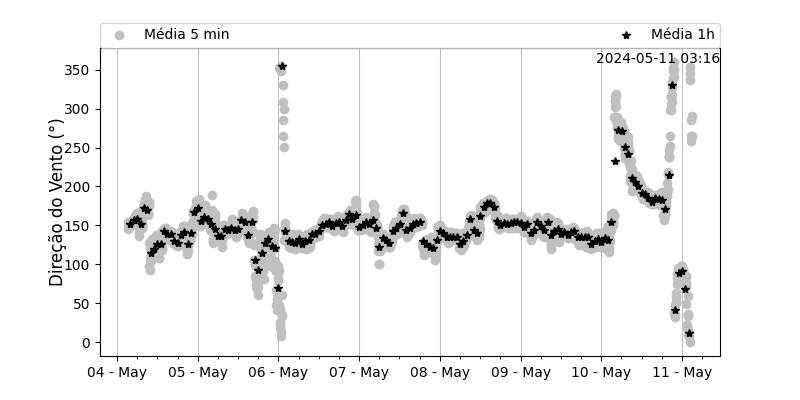 Média 5 min
Média 1h
2024-05-11 03:16
Direção do Vento (°)
350
300
250
200
150
100
50
0
04 - May
05 - May
06 - May
07 - May
08 - May
09 - May
10 - May
11 - May